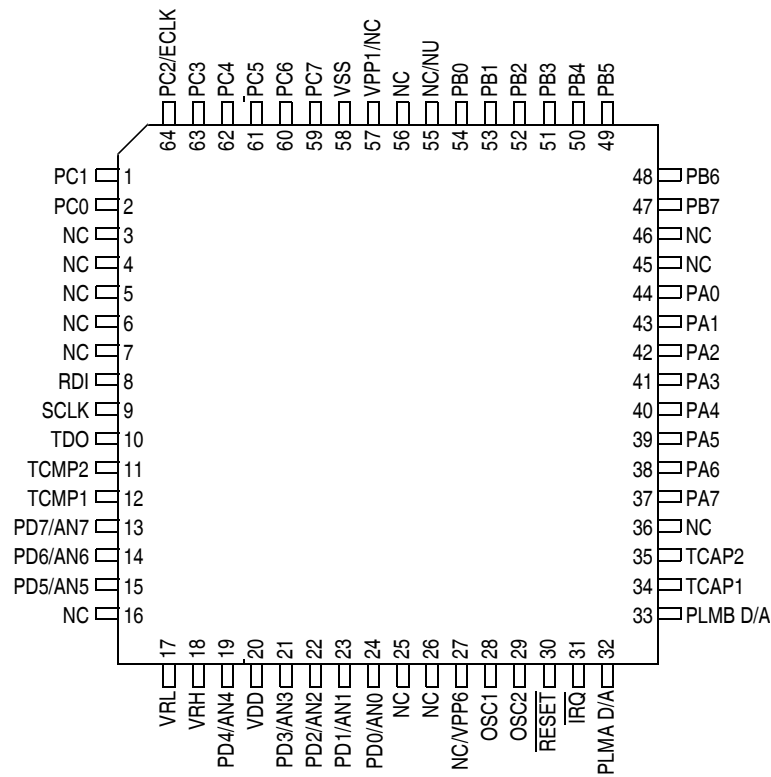 PC2/ECLK
PC3
PC4
PC5
PC6
PC7
VSS
VPP1/NC
NC
NC/NU
PB0
PB1
PB2
PB3
PB4
PB5
64
63
62
61
60
59
58
57
56
55
54
53
52
51
50
49
PC1 1
PC0 2
NC 3
NC 4
NC 5
NC 6
NC 7
RDI 8
SCLK 9
TDO 10
TCMP2 11
TCMP1 12
PD7/AN7 13
PD6/AN6 14
PD5/AN5 15
NC 16
48 PB6
47 PB7
46 NC
45 NC
44 PA0
43 PA1
42 PA2
41 PA3
40 PA4
39 PA5
38 PA6
37 PA7
36 NC
35 TCAP2
34 TCAP1
33 PLMB D/A
17
18
19
20
21
22
23
24
25
26
27
28
29
30
31
32
VRL
VRH
PD4/AN4
VDD
PD3/AN3
PD2/AN2
PD1/AN1
PD0/AN0
NC
NC
NC/VPP6
OSC1
OSC2
RESET
IRQ
PLMA D/A